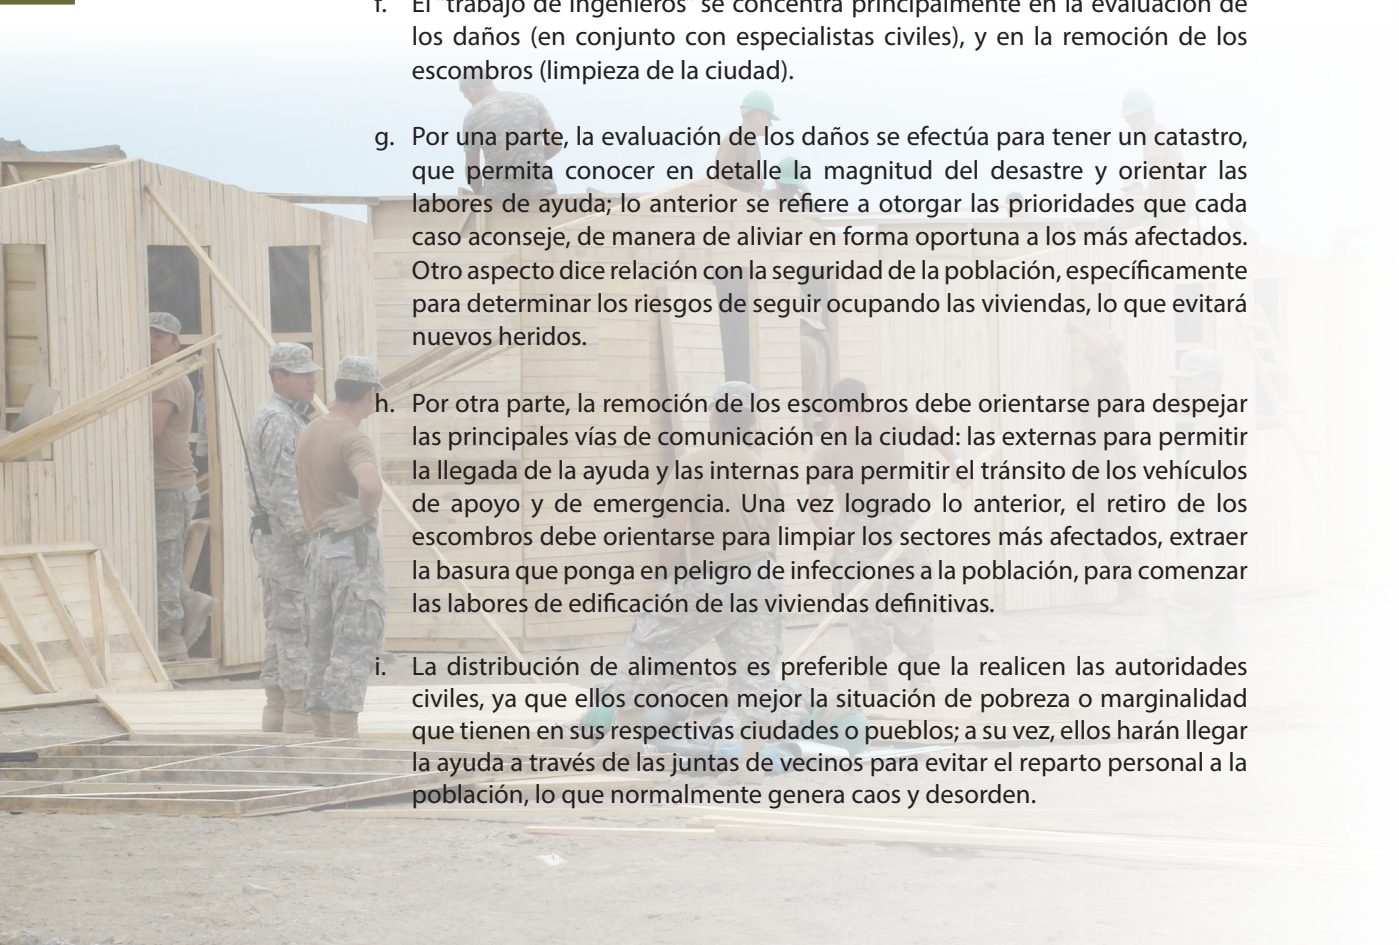 f. El "trabajo de ingenieros" se concentra principalmente en la evaluación de
los daños (en conjunto con especialistas civiles), y en la remoción de los
escombros (limpieza de la ciudad).
g. Por una parte, la evaluación de los daños se efectúa para tener un catastro,
que permita conocer en detalle la magnitud del desastre y orientar las
labores de ayuda; lo anterior se refiere a otorgar las prioridades que cada
caso aconseje, de manera de aliviar en forma oportuna a los más afectados.
Otro aspecto dice relación con la seguridad de la población, específicamente
para determinar los riesgos de seguir ocupando las viviendas, lo que evitará
nuevos heridos.
h. Por otra parte, la remoción de los escombros debe orientarse para despejar
las principales vías de comunicación en la ciudad: las externas para permitir
la llegada de la ayuda y las internas para permitir el tránsito de los vehículos
de apoyo y de emergencia. Una vez logrado lo anterior, el retiro de los
escombros debe orientarse para limpiar los sectores más afectados, extraer
la basura que ponga en peligro de infecciones a la población, para comenzar
las labores de edificación de las viviendas definitivas.
i. La distribución de alimentos es preferible que la realicen las autoridades
civiles, ya que ellos conocen mejor la situación de pobreza o marginalidad
que tienen en sus respectivas ciudades o pueblos; a su vez, ellos harán llegar
la ayuda a través de las juntas de vecinos para evitar el reparto personal a la
población, lo que normalmente genera caos y desorden.